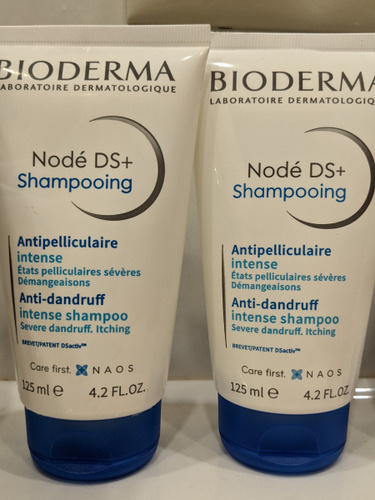 BIODERMA
LABORATOIRE DERMATOLOGIQUE
Nodé DS+
Shampooing
Antipelliculaire
intense
États pelliculaires sévères
Démangeaisons
Anti-dandruff
intense shampoo
Severe dandruff. Itching
BREVET/PATENT DSactiv™
Care first. NAOS
125 ml e 4.2 FL.OZ.
BIODERMA
LABORATOIRE DERMATOLOGIQUE
Nodé DS+
Shampooing
Antipelliculaire
intense
États pelliculaires sévères
Démangeaisons
Anti-dandruff
intense shampoo
Severe dandruff. Itching
BREVET/PATENT DSactiv™
Care first. NAOS
125 ml e 4.2 FL.OZ.